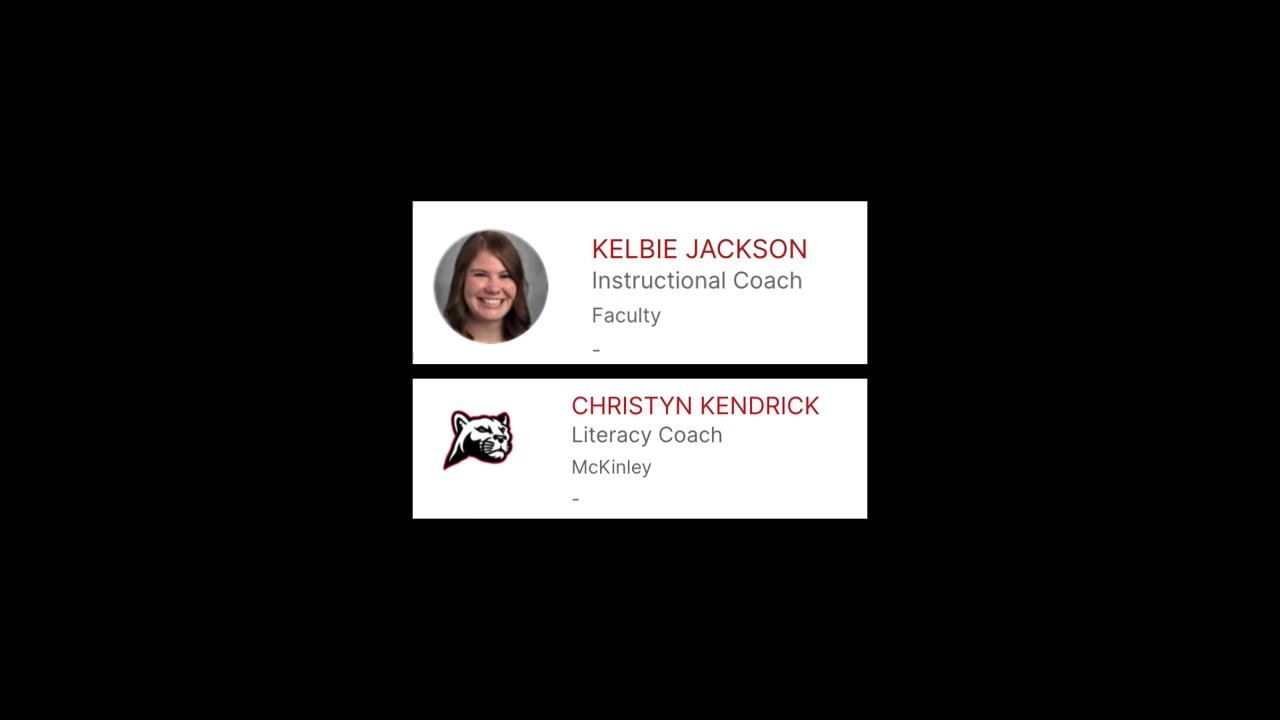 KELBIE JACKSON
Instructional Coach
Faculty
-
CHRISTYN KENDRICK
Literacy Coach
McKinley
-